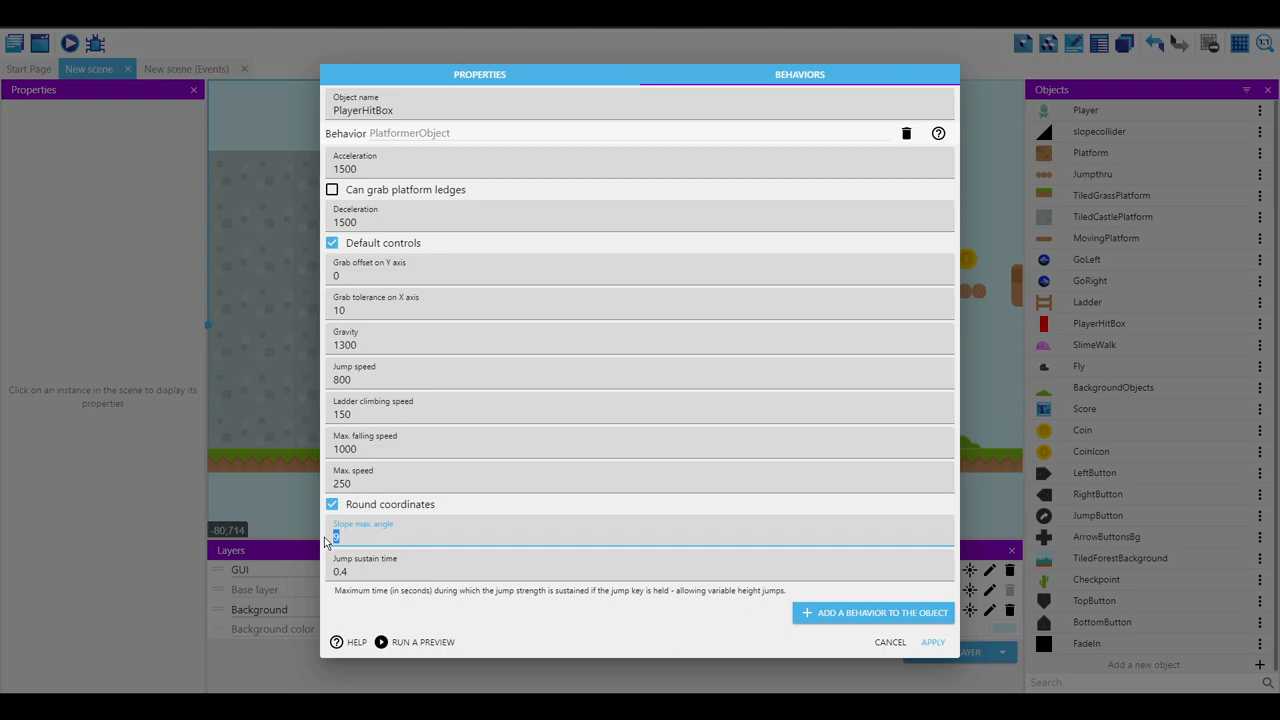 Start Page
New scene
New scene (Events)
Properties
Click on an instance in the scene to display its
properties
-80;714
Layers
GUI
Base layer
Background
Background color
PROPERTIES
BEHAVIORS
Object name
PlayerHitBox
Behavior PlatformerObject
Acceleration
1500
Can grab platform ledges
Deceleration
1500
Default controls
Grab offset on Y axis
0
Grab tolerance on X axis
10
Gravity
1300
Jump speed
800
Ladder climbing speed
150
Max. falling speed
1000
Max. speed
250
Round coordinates
Slope max. angle
Jump sustain time
0.4
Maximum time (in seconds) during which the jump strength is sustained if the jump key is held - allowing variable height jumps.
ADD A BEHAVIOR TO THE OBJECT
HELP
RUN A PREVIEW
CANCEL
APPLY
1:1
Objects
Player
slopecollider
Platform
Jumpthru
TiledGrassPlatform
TiledCastlePlatform
MovingPlatform
GoLeft
GoRight
Ladder
PlayerHitBox
SlimeWalk
Fly
BackgroundObjects
Score
Coin
CoinIcon
LeftButton
RightButton
JumpButton
ArrowButtonsBg
TiledForestBackground
Checkpoint
TopButton
BottomButton
FadeIn
Add a new object
Search